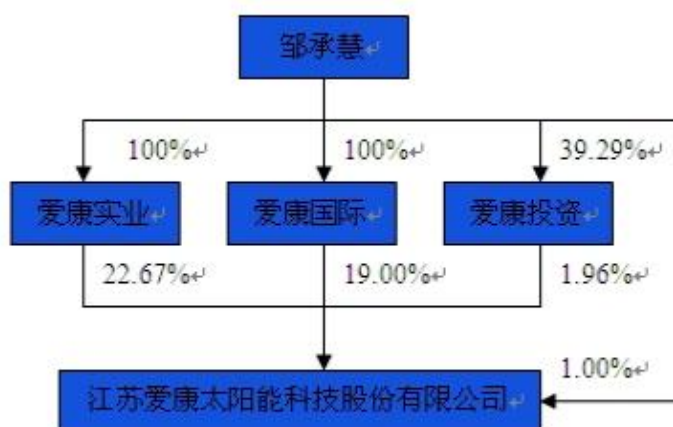 邹承慧
100% 100% 39.29%
爱康实业 爱康国际 爱康投资
22.67% 19.00% 1.96%
1.00%
江苏爱康太阳能科技股份有限公司